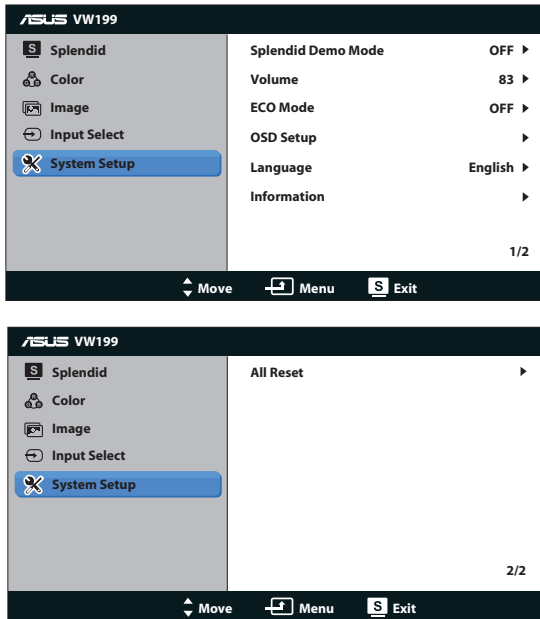 ASUS VW199
S Splendid
Splendid Demo Mode OFF
Color
Volume 83
Image
ECO Mode OFF
Input Select
OSD Setup
System Setup
Language English
Information
1/2
Move Menu S Exit
ASUS VW199
S Splendid
All Reset
Color
Image
Input Select
System Setup
2/2
Move Menu S Exit